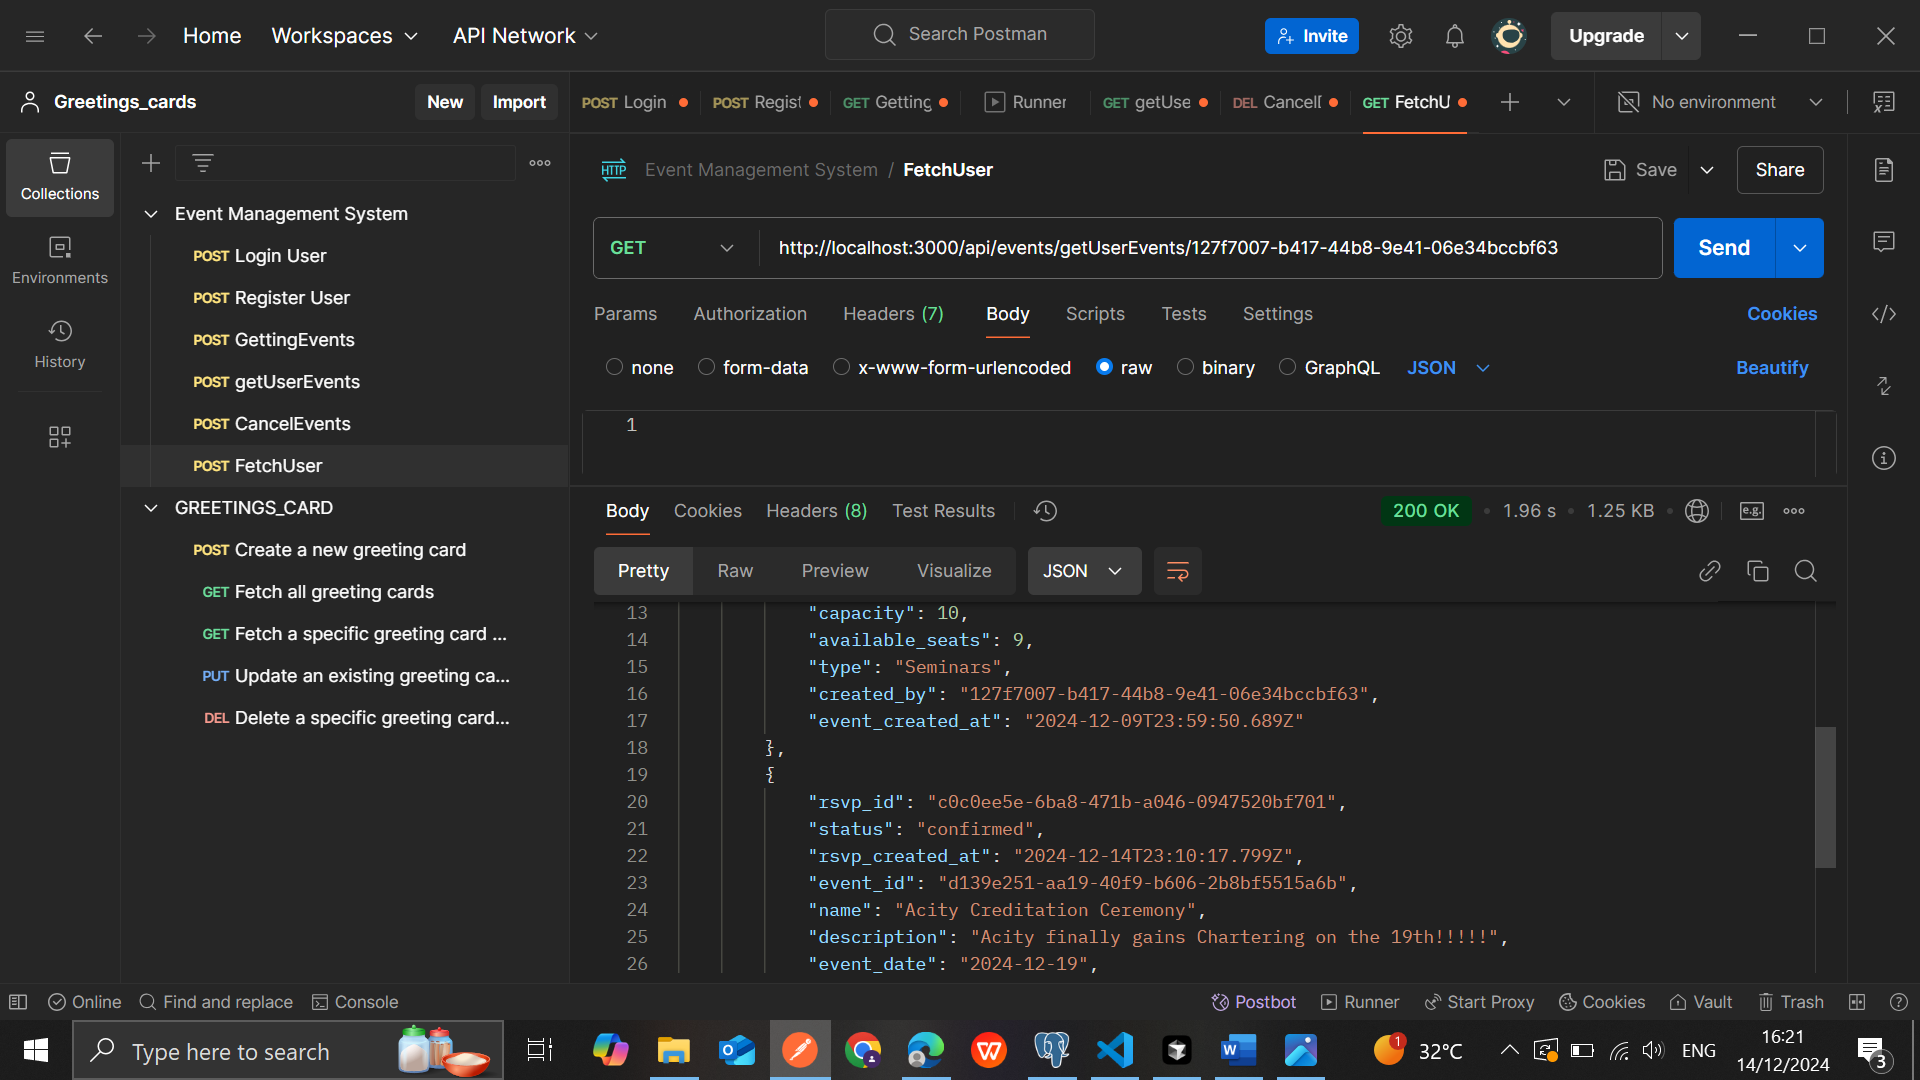 Home
Workspaces
API Network
Search Postman
Invite
Upgrade
Greetings_cards
New
Import
POST Login
POST Regist
GET Getting
Runner
GET getUse
DEL CancelE
GET FetchU
No environment
Collections
Environments
History
Event Management System
POST Login User
POST Register User
POST GettingEvents
POST getUserEvents
POST CancelEvents
POST FetchUser
GREETINGS_CARD
POST Create a new greeting card
GET Fetch all greeting cards
GET Fetch a specific greeting card ...
PUT Update an existing greeting ca...
DEL Delete a specific greeting card...
HTTP Event Management System / FetchUser
Save
Share
GET
http://localhost:3000/api/events/getUserEvents/127f7007-b417-44b8-9e41-06e34bccbf63
Send
Params Authorization Headers (7) Body Scripts Tests Settings
Cookies
none form-data x-www-form-urlencoded raw binary GraphQL JSON
Beautify
1
Body Cookies Headers (8) Test Results
200 OK • 1.96 s • 1.25 KB •
e.g.
Pretty Raw Preview Visualize JSON
13 "capacity": 10,
14 "available_seats": 9,
15 "type": "Seminars",
16 "created_by": "127f7007-b417-44b8-9e41-06e34bccbf63",
17 "event_created_at": "2024-12-09T23:59:50.689Z"
18 },
19 {
20 "rsvp_id": "c0c0ee5e-6ba8-471b-a046-0947520bf701",
21 "status": "confirmed",
22 "rsvp_created_at": "2024-12-14T23:10:17.799Z",
23 "event_id": "d139e251-aa19-40f9-b606-2b8bf5515a6b",
24 "name": "Acity Creditation Ceremony",
25 "description": "Acity finally gains Chartering on the 19th!!!!!",
26 "event_date": "2024-12-19",
Online
Find and replace
Console
Postbot
Runner
Start Proxy
Cookies
Vault
Trash
Type here to search
W
W
1
32°C
ENG
16:21
14/12/2024
3